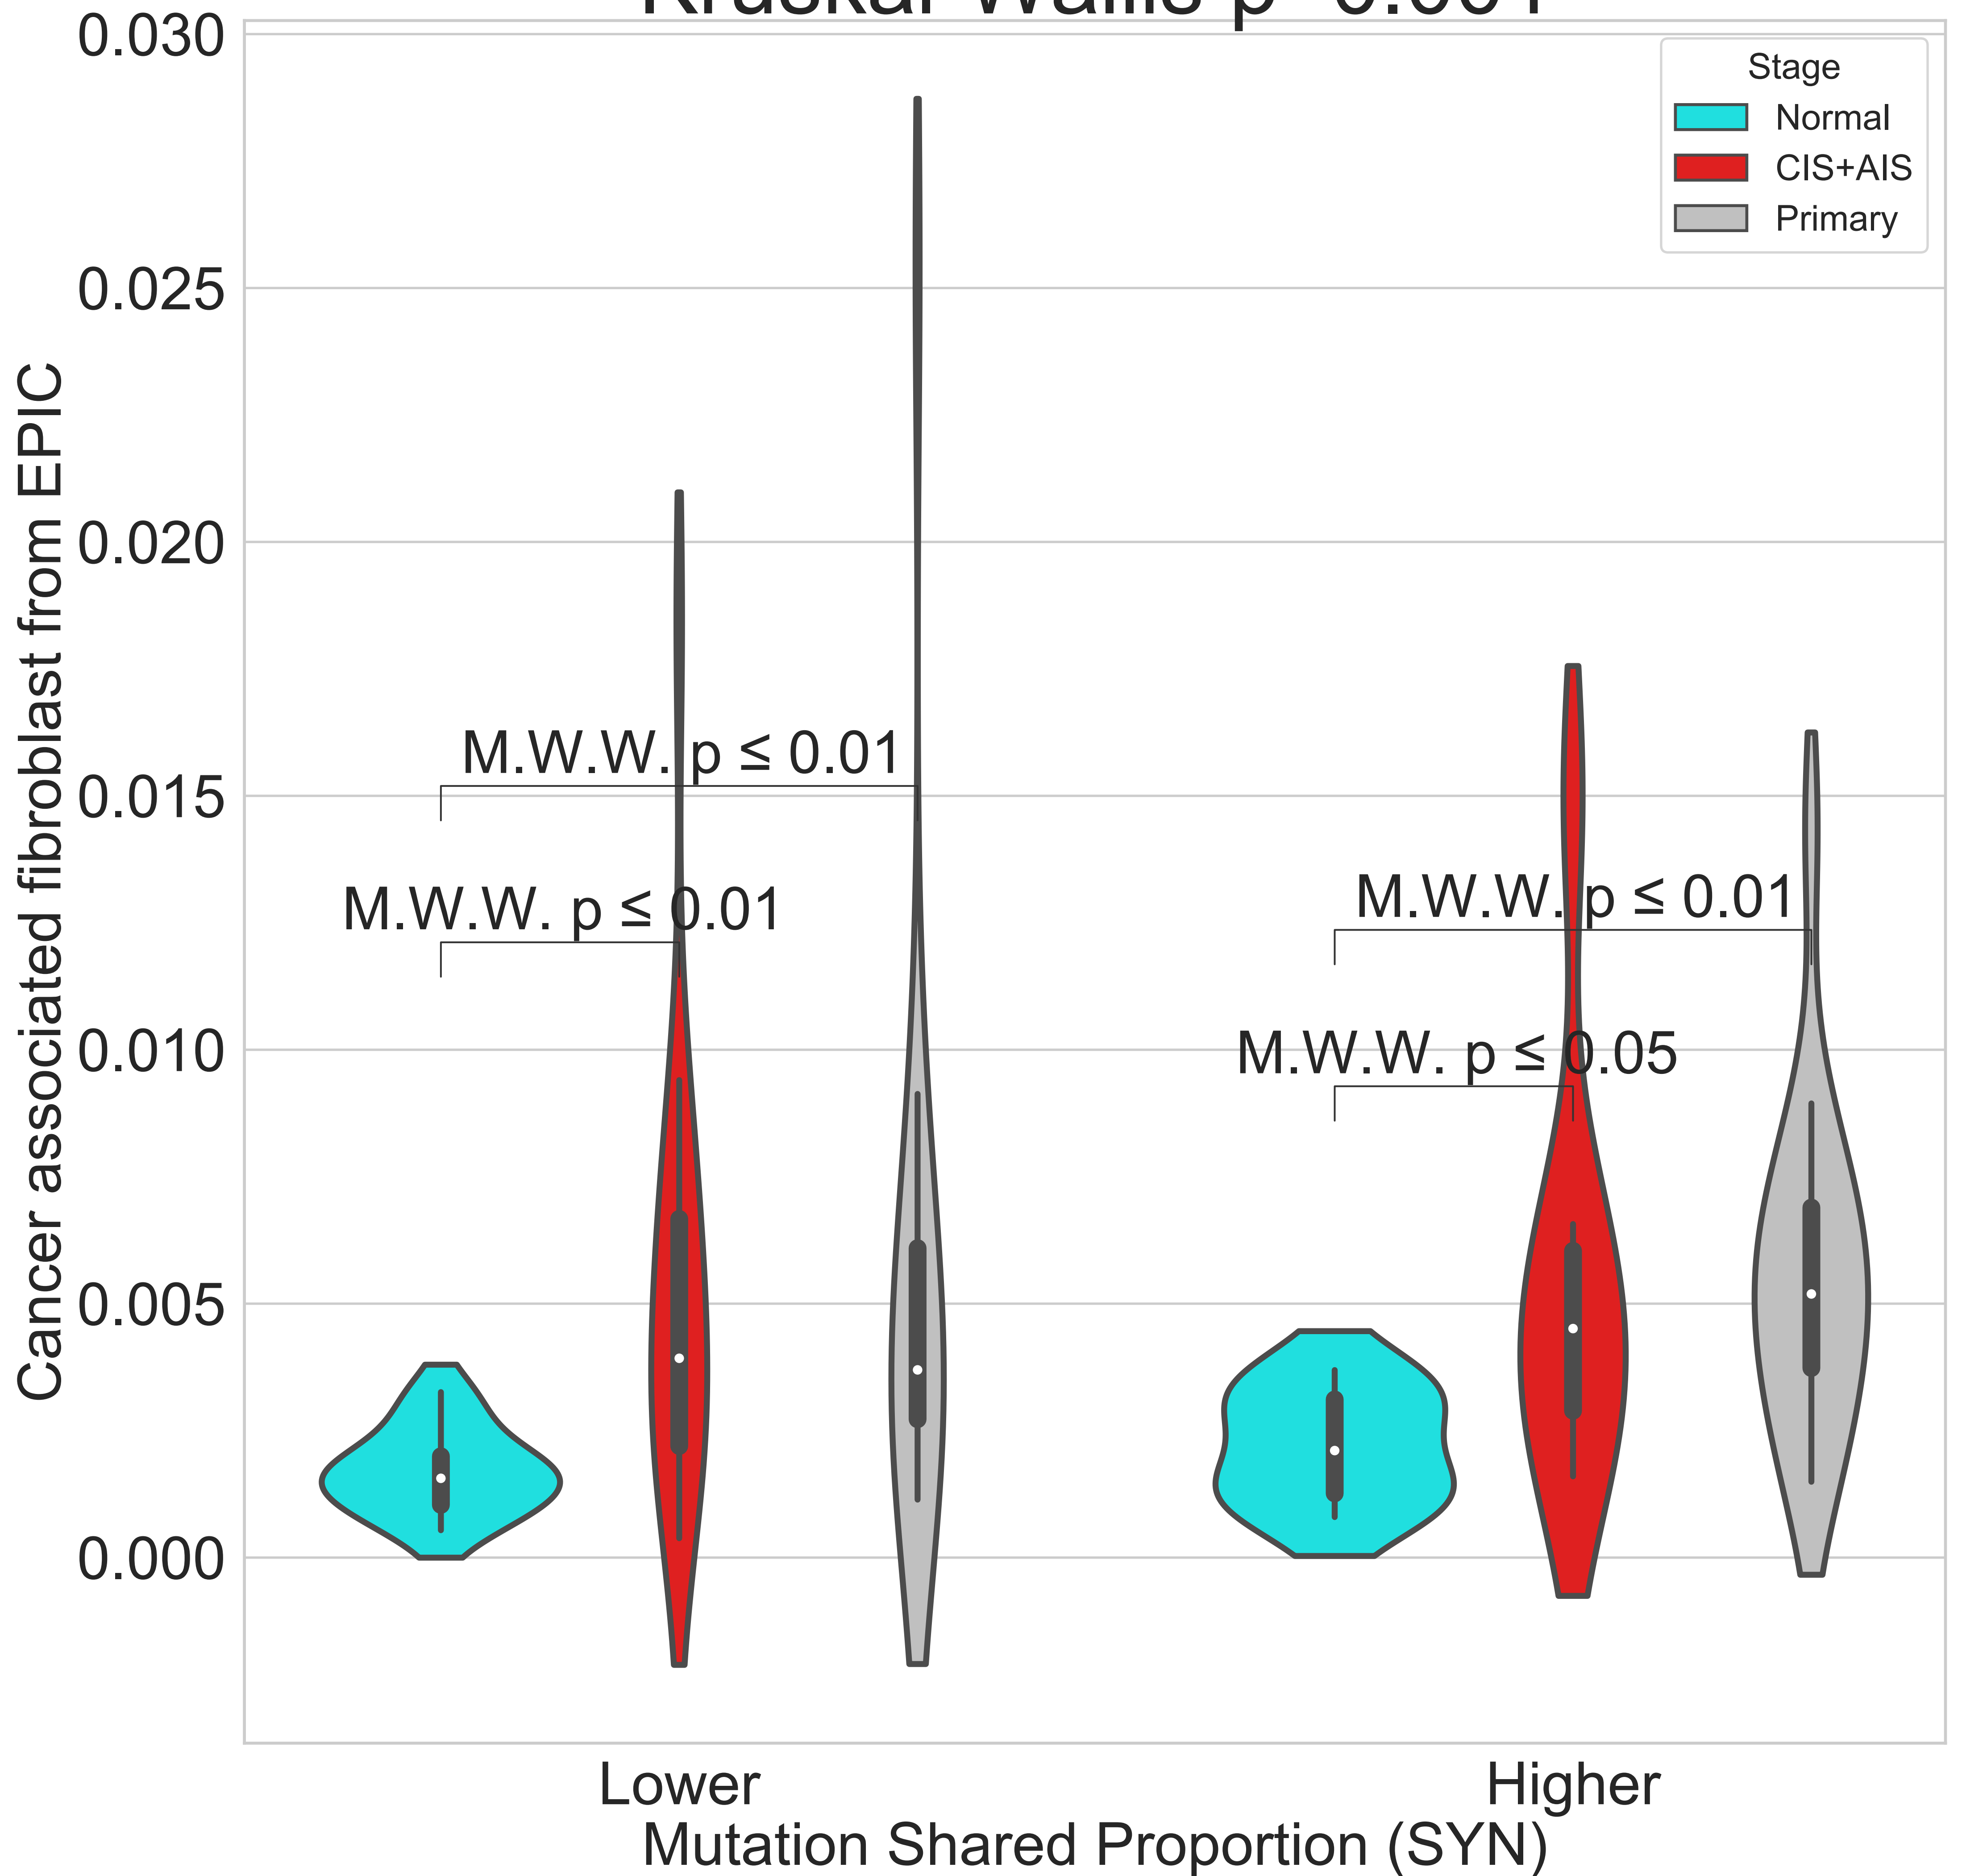 0.030
0.025
0.020
0.015
0.010
0.005
0.000
Cancer associated fibroblast from EPIC
Stage
Normal
CIS+AIS
Primary
M.W.W. p ≤ 0.01
M.W.W. p ≤ 0.01
M.W.W. p ≤ 0.01
M.W.W. p ≤ 0.05
Lower
Higher
Mutation Shared Proportion (SYN)